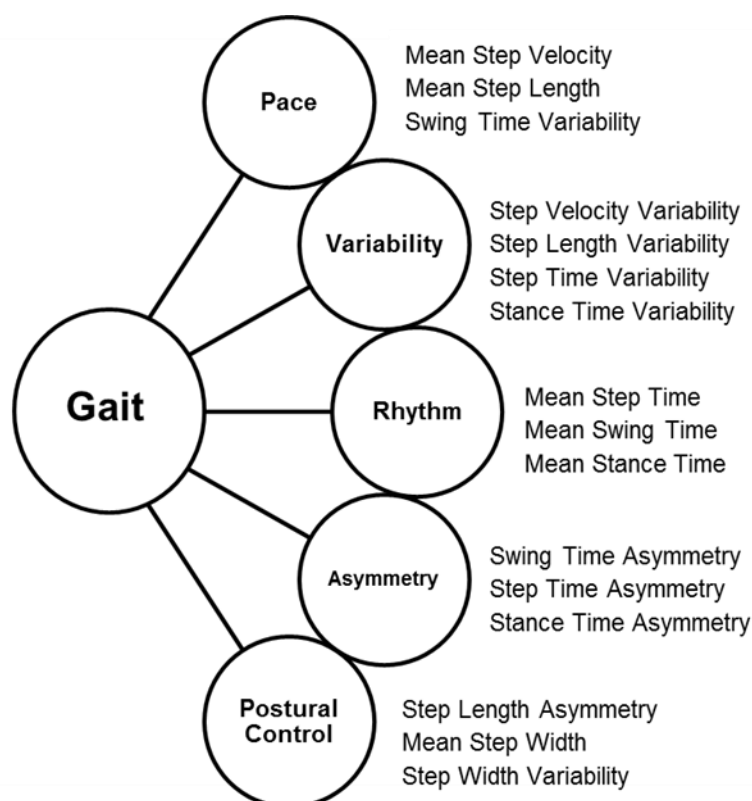 Gait
Pace
Mean Step Velocity
Mean Step Length
Swing Time Variability
Variability
Step Velocity Variability
Step Length Variability
Step Time Variability
Stance Time Variability
Rhythm
Mean Step Time
Mean Swing Time
Mean Stance Time
Asymmetry
Swing Time Asymmetry
Step Time Asymmetry
Stance Time Asymmetry
Postural
Control
Step Length Asymmetry
Mean Step Width
Step Width Variability